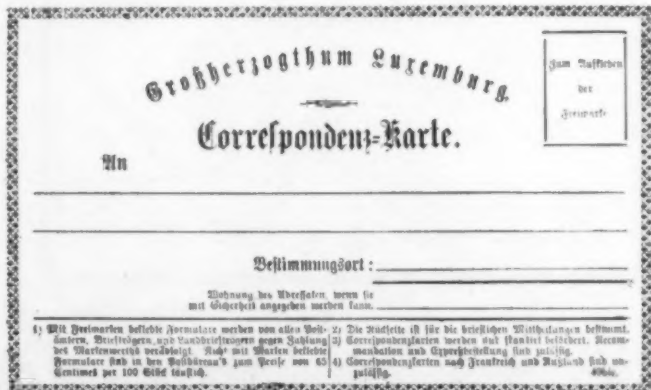 Großherzogthum Luxemburg.
Zum Aufkleben
der
Freimarke
Correspondenz-Karte.
An
Bestimmungsort:
Wohnung des Adressaten, wenn sie
mit Sicherheit angegeben werden kann.
1) Mit Freimarken beklebte Formulare werden von allen Post-
ämtern, Briefträgern, und Landbriefträgern gegen Zahlung
des Markenwerths verabfolgt. Nicht mit Marken beklebte
Formulare sind in den Postbüreau's zum Preise von 65
Centimes per 100 Stück käuflich.
2) Die Rückseite ist für die brieflichen Mittheilungen bestimmt.
3) Correspondenzkarten werden nur frankirt befördert. Recom-
mandation und Expreßbestellung sind zulässig.
4) Correspondenzkarten nach Frankreich und Rußland sind un-
zulässig.